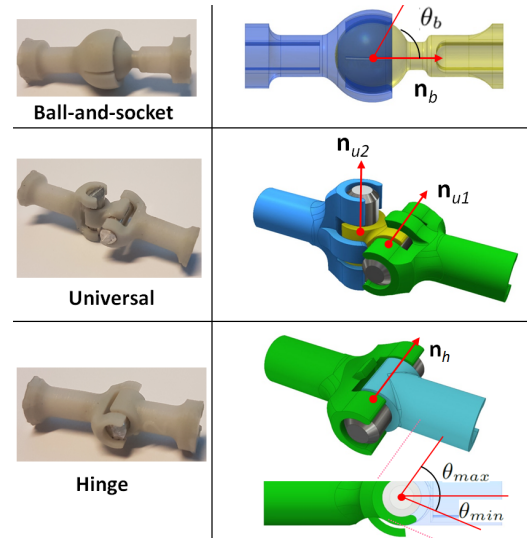 Ball-and-socket
θb
nb
Universal
nu2
nu1
Hinge
nh
θmax
θmin